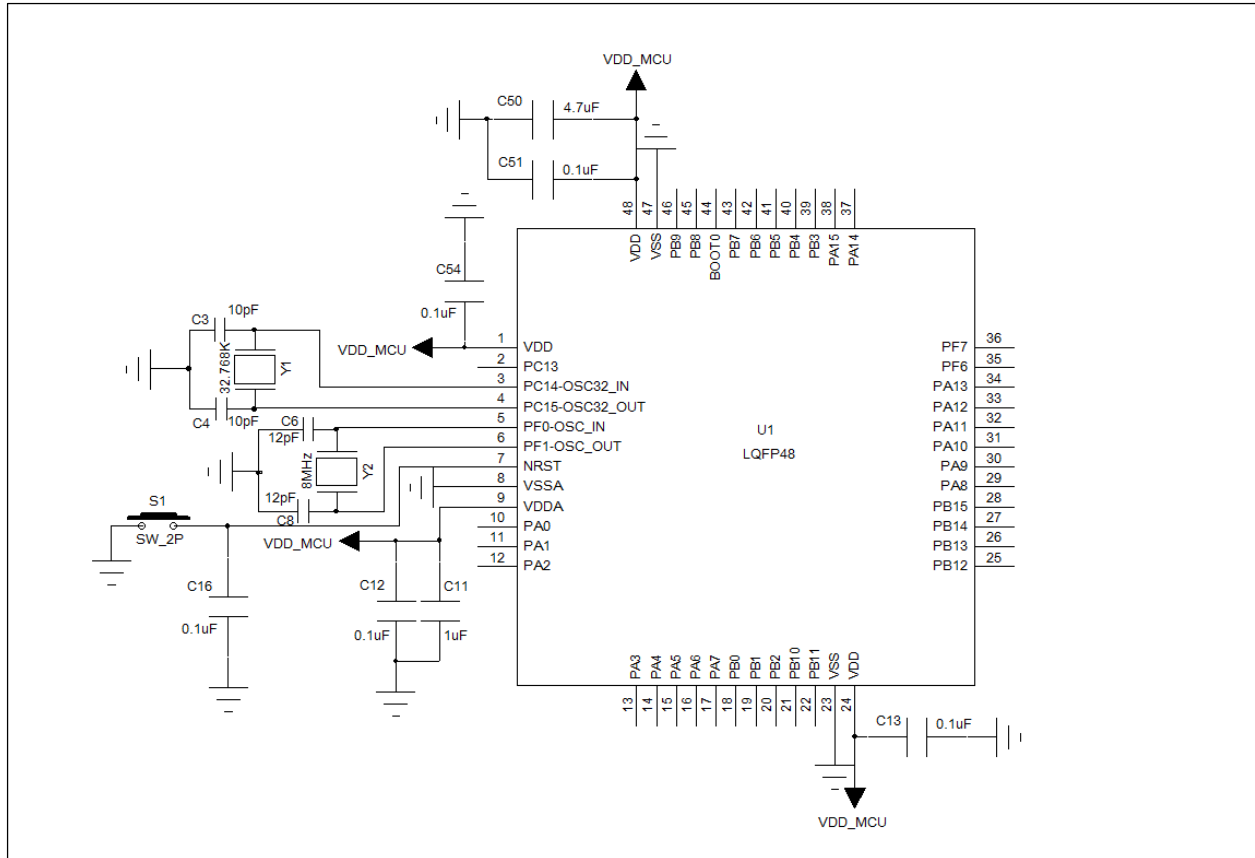 VDD_MCU
C50
4.7uF
C51
0.1uF
48
47
46
45
44
43
42
41
40
39
38
37
VDD
VSS
PB9
PB8
BOOT0
PB7
PB6
PB5
PB4
PB3
PA15
PA14
C54
0.1uF
VDD_MCU
C3
10pF
32.768K
Y1
C4
10pF
C6
12pF
8MHz
Y2
12pF
C8
S1
SW_2P
VDD_MCU
C16
0.1uF
C12
0.1uF
C11
1uF
1 VDD
2 PC13
3 PC14-OSC32_IN
4 PC15-OSC32_OUT
5 PF0-OSC_IN
6 PF1-OSC_OUT
7 NRST
8 VSSA
9 VDDA
10 PA0
11 PA1
12 PA2
U1
LQFP48
PF7 36
PF6 35
PA13 34
PA12 33
PA11 32
PA10 31
PA9 30
PA8 29
PB15 28
PB14 27
PB13 26
PB12 25
PA3
PA4
PA5
PA6
PA7
PB0
PB1
PB2
PB10
PB11
VSS
VDD
13
14
15
16
17
18
19
20
21
22
23
24
C13
0.1uF
VDD_MCU